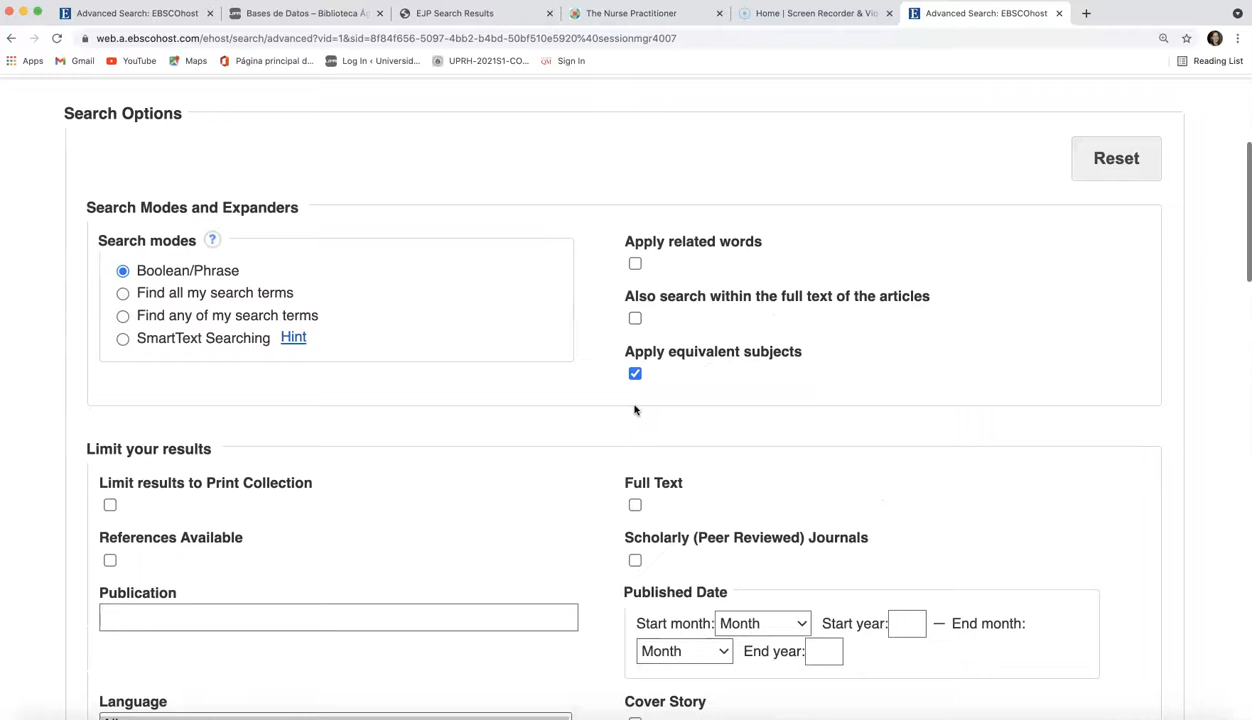 Advanced Search: EBSCOhost
Bases de Datos – Biblioteca Ág
EJP Search Results
The Nurse Practitioner
Home | Screen Recorder & Vic
Advanced Search: EBSCOhost
web.a.ebscohost.com/ehost/search/advanced?vid=1&sid=8f84f656-5097-4bb2-b4bd-50bf510e5920%40sessionmgr4007
Apps Gmail YouTube Maps Página principal d... Log In ‹ Universid... UPRH-2021S1-CO... Sign In Reading List
Search Options
Reset
Search Modes and Expanders
Search modes ?
Boolean/Phrase
Find all my search terms
Find any of my search terms
SmartText Searching Hint
Apply related words
Also search within the full text of the articles
Apply equivalent subjects
Limit your results
Limit results to Print Collection
Full Text
References Available
Scholarly (Peer Reviewed) Journals
Publication
Published Date
Start month: Month Start year: — End month:
Month End year:
Language
Cover Story